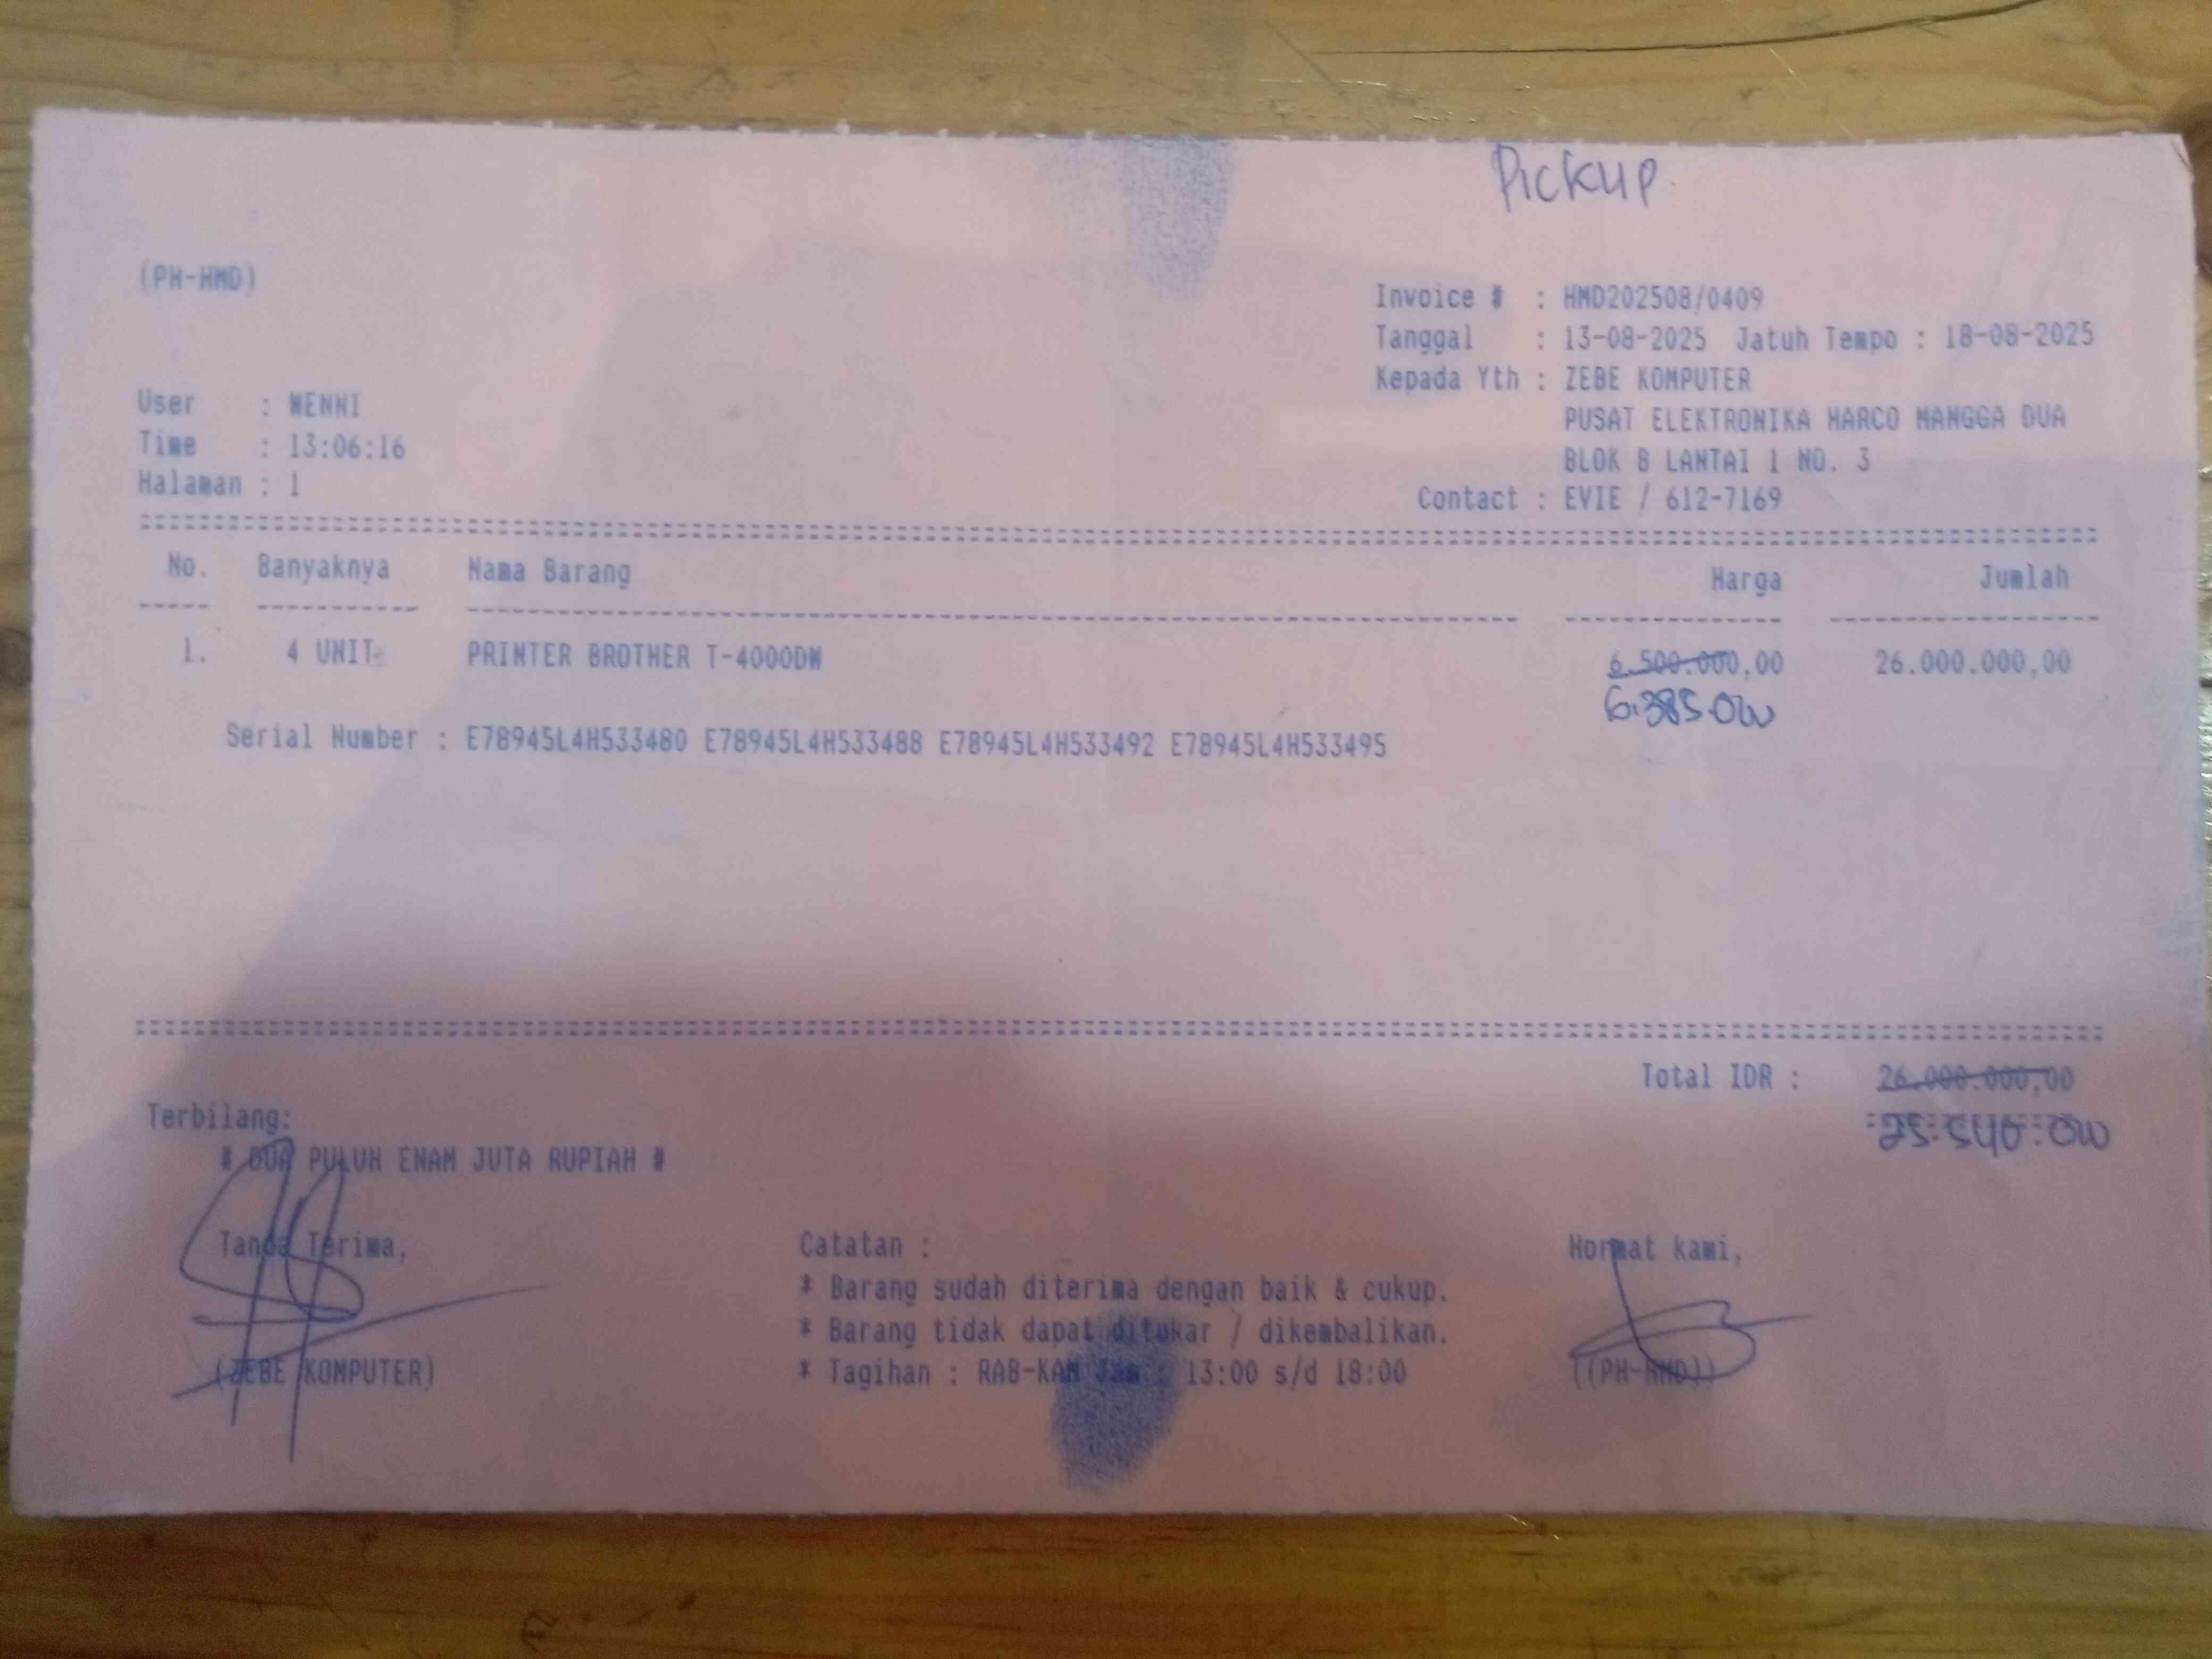 Pickup
(PH-HMD)
Invoice # : HMD202508/0409
Tanggal : 13-08-2025 Jatuh Tempo : 18-08-2025
Kepada Yth : ZEBE KOMPUTER
PUSAT ELEKTRONIKA HARCO MANGGA DUA
BLOK B LANTAI 1 NO. 3
Contact : EVIE / 612-7169
User : WENNI
Time : 13:06:16
Halaman : 1
No. Banyaknya Nama Barang Harga Jumlah
1. 4 UNIT PRINTER BROTHER T-4000DW 6.500.000,00 26.000.000,00
6.385.000
Serial Number : E78945L4H533480 E78945L4H533488 E78945L4H533492 E78945L4H533495
Total IDR : 26.000.000,00
25.540.000
Terbilang:
# DUA PULUH ENAM JUTA RUPIAH #
Tanda Terima, Catatan : Hormat kami,
* Barang sudah diterima dengan baik & cukup.
* Barang tidak dapat ditukar / dikembalikan.
(ZEBE KOMPUTER) * Tagihan : RAB-KAM Jam : 13:00 s/d 18:00 ((PH-HMD))